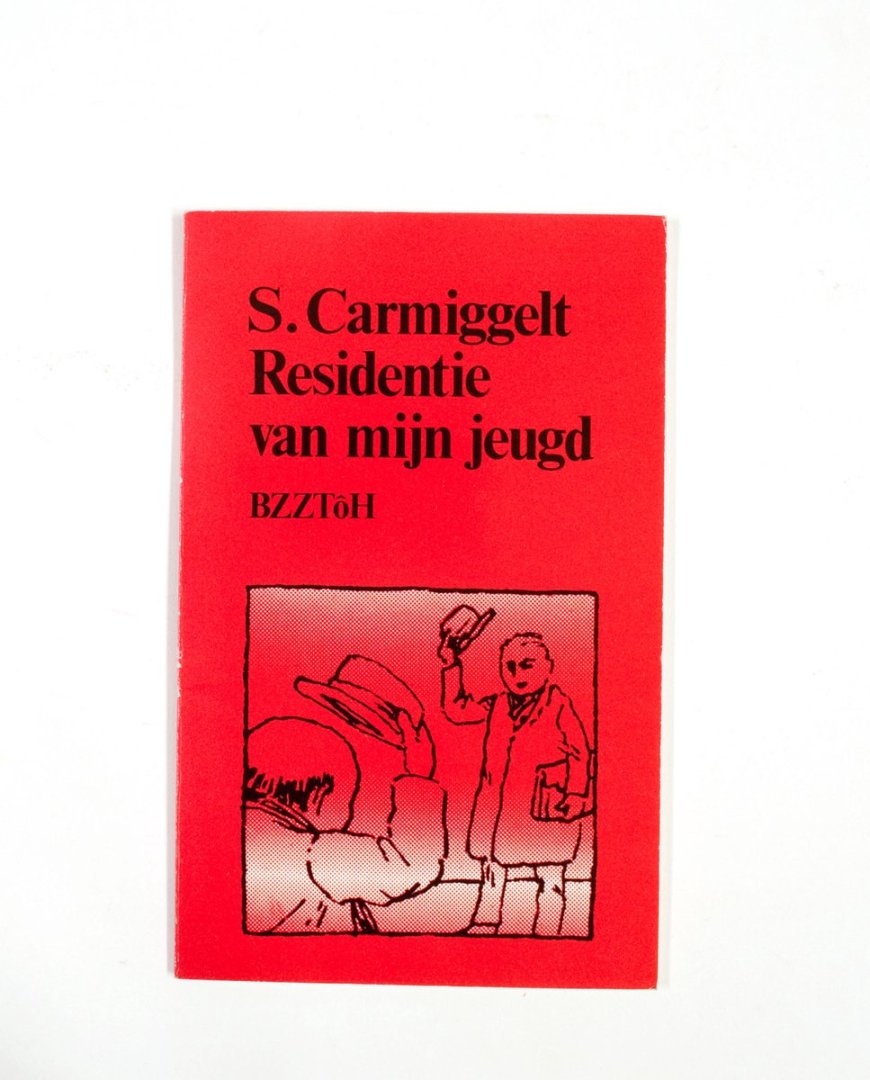 S. Carmiggelt
Residentie
van mijn jeugd
BZZTôH